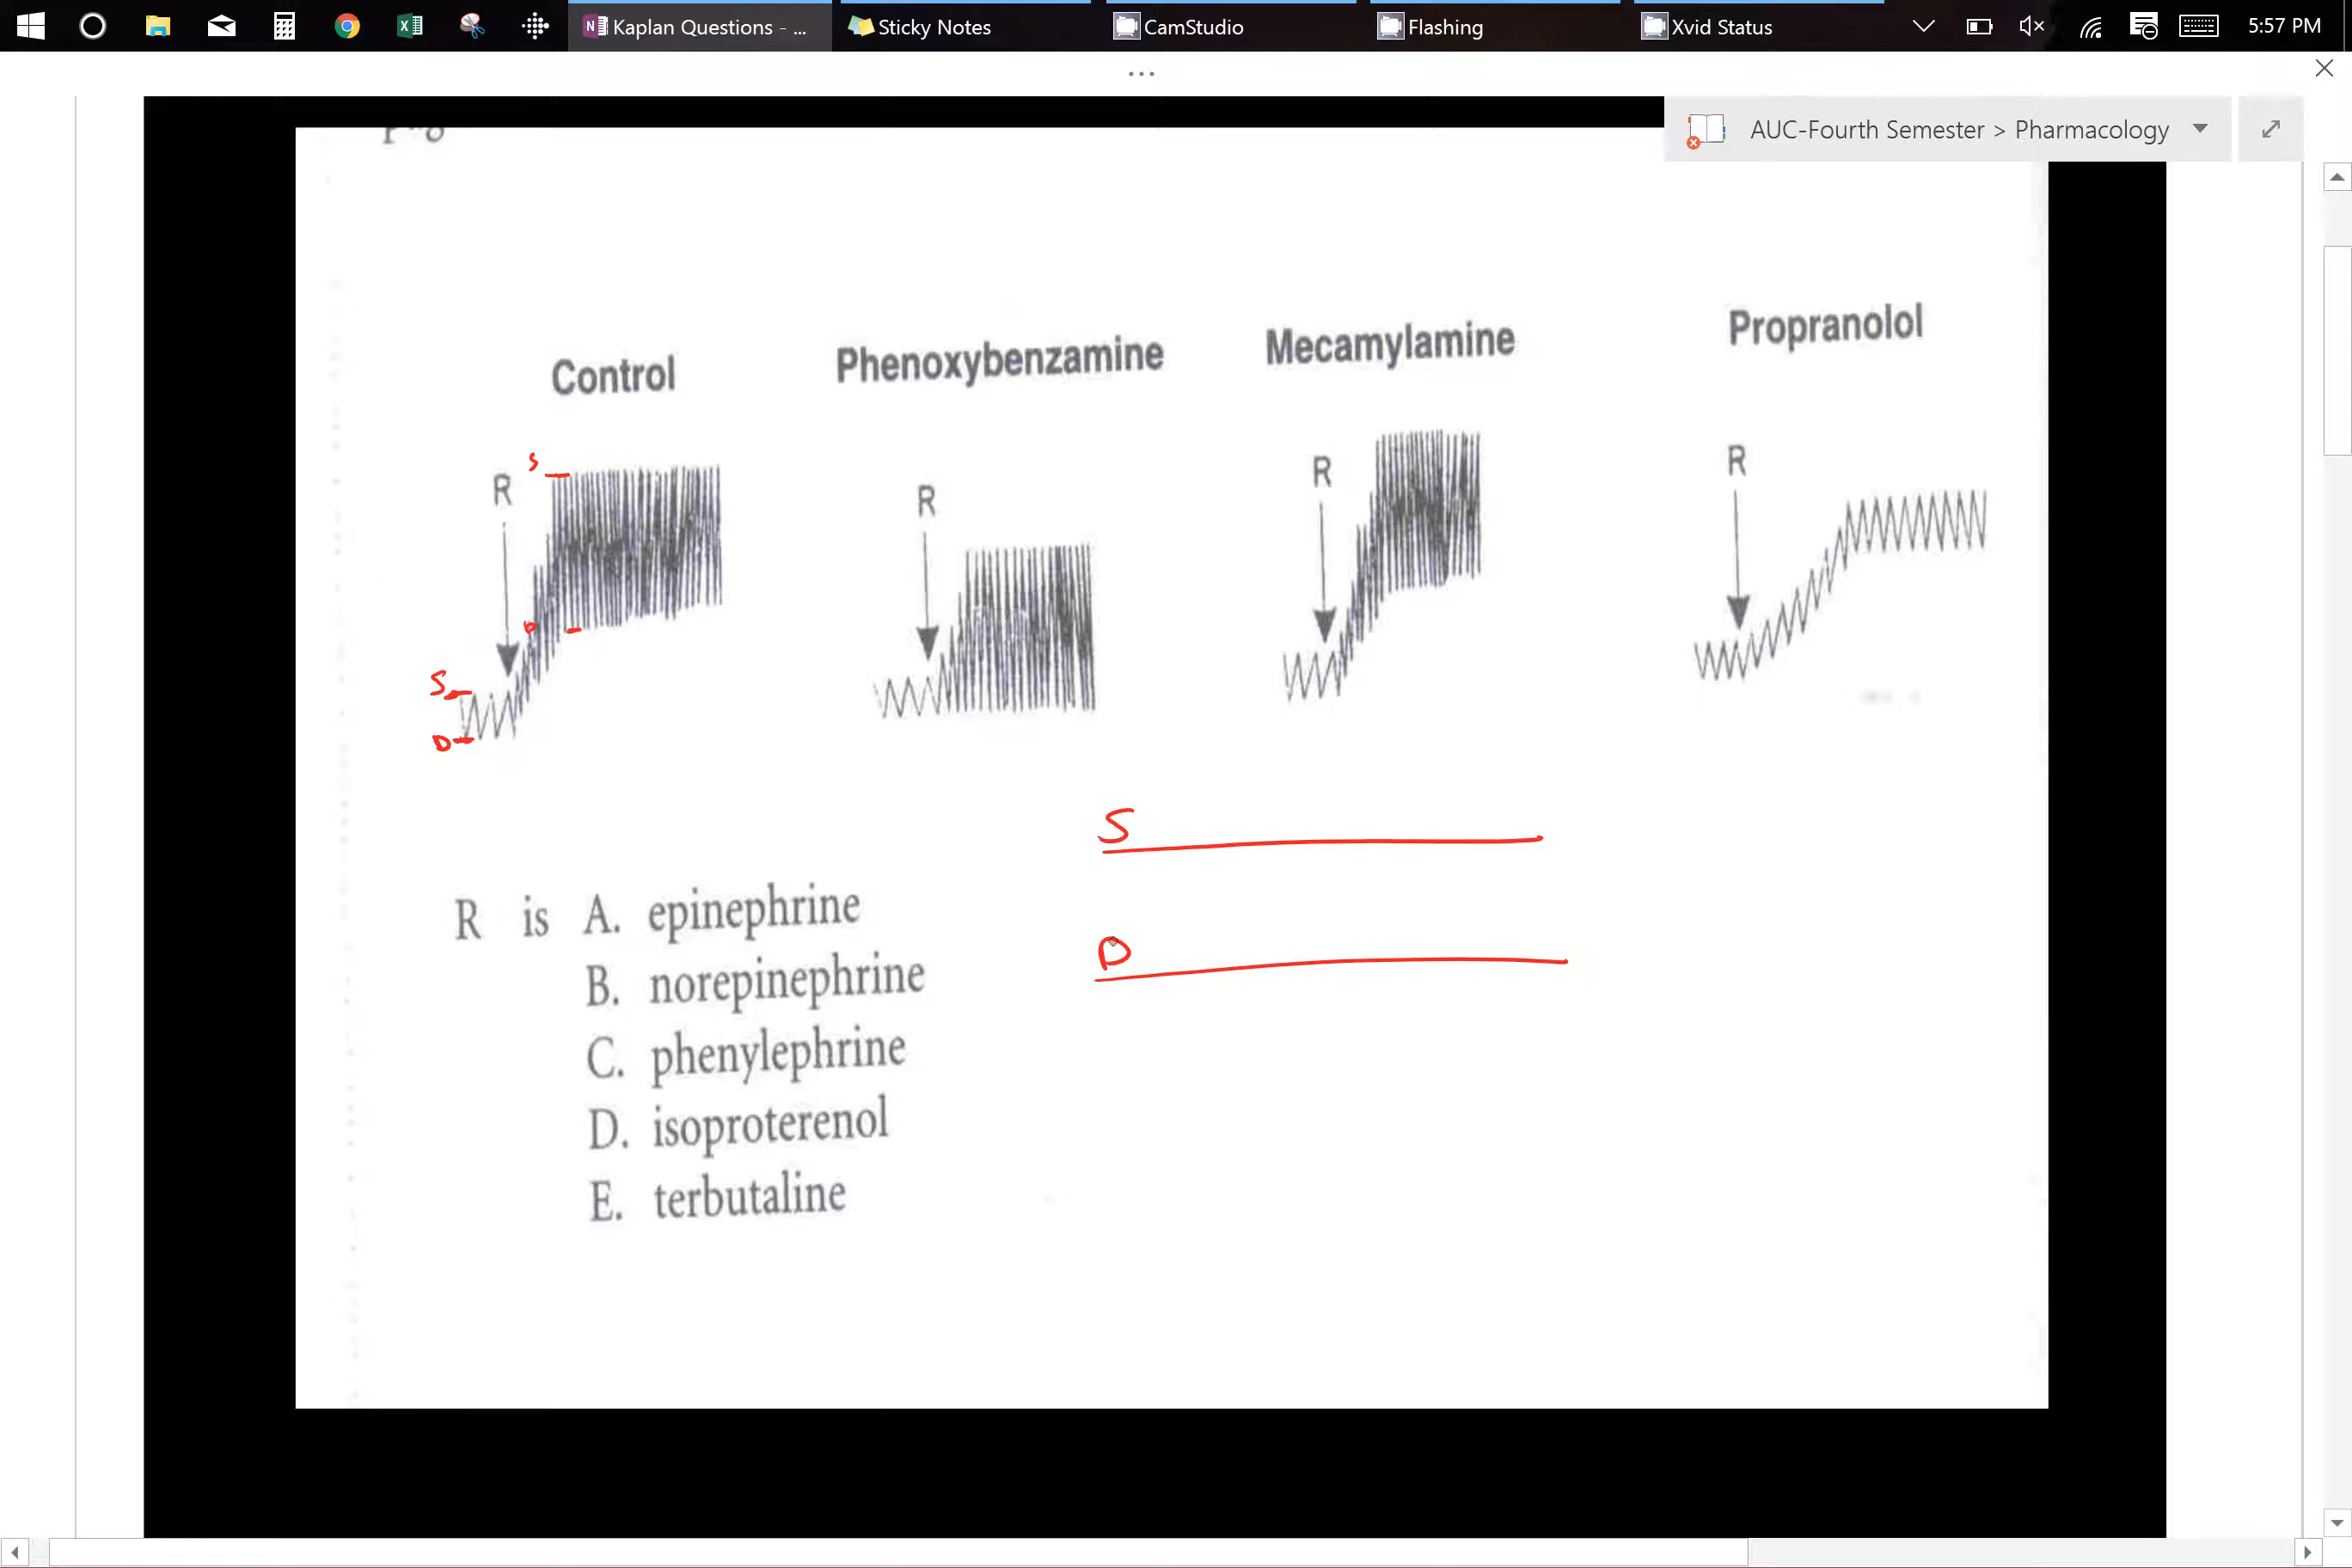 Kaplan Questions - ...
Sticky Notes
CamStudio
Flashing
Xvid Status
5:57 PM
...
AUC-Fourth Semester > Pharmacology
Control
Phenoxybenzamine
Mecamylamine
Propranolol
R
S
R
R
R
D
S
D
S
D
R is A. epinephrine
B. norepinephrine
C. phenylephrine
D. isoproterenol
E. terbutaline